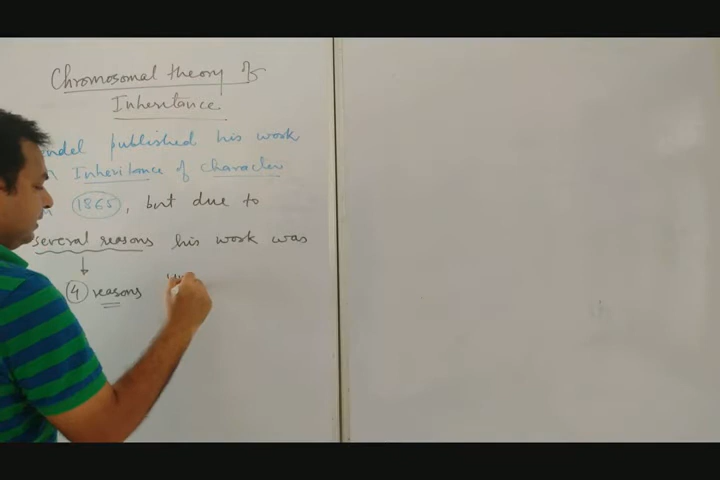 Chromosomal theory of
Inheritance
endel published his work
n Inheritance of character
n 1865, but due to
several reasons his work was
4 reasons